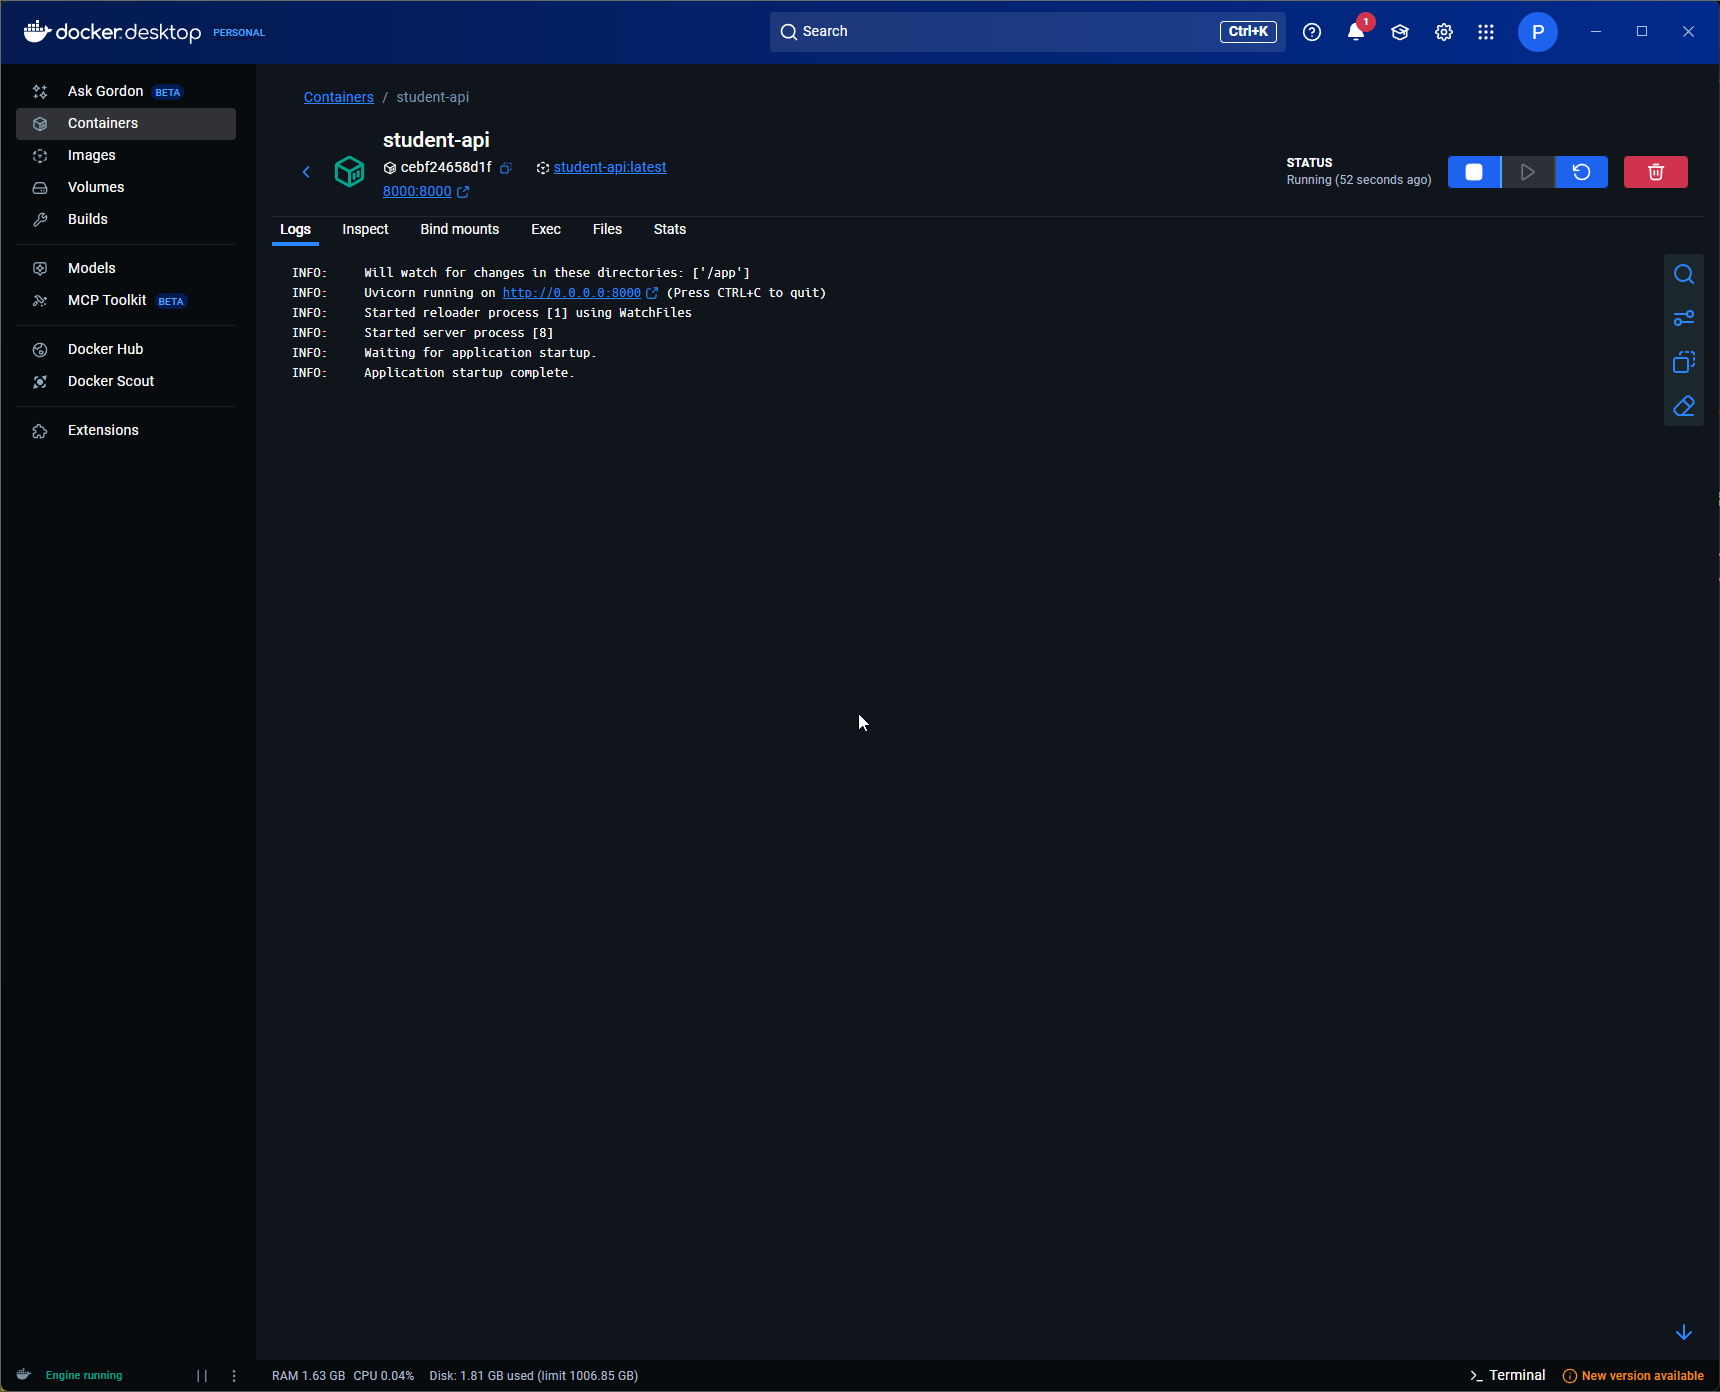 docker.desktop PERSONAL
Search
Ctrl+K
1
P
Ask Gordon BETA
Containers
Images
Volumes
Builds
Models
MCP Toolkit BETA
Docker Hub
Docker Scout
Extensions
Containers / student-api
student-api
cebf24658d1f student-api:latest
8000:8000
STATUS
Running (52 seconds ago)
Logs Inspect Bind mounts Exec Files Stats
INFO: Will watch for changes in these directories: ['/app']
INFO: Uvicorn running on http://0.0.0.0:8000 (Press CTRL+C to quit)
INFO: Started reloader process [1] using WatchFiles
INFO: Started server process [8]
INFO: Waiting for application startup.
INFO: Application startup complete.
Engine running
RAM 1.63 GB CPU 0.04% Disk: 1.81 GB used (limit 1006.85 GB)
Terminal
New version available